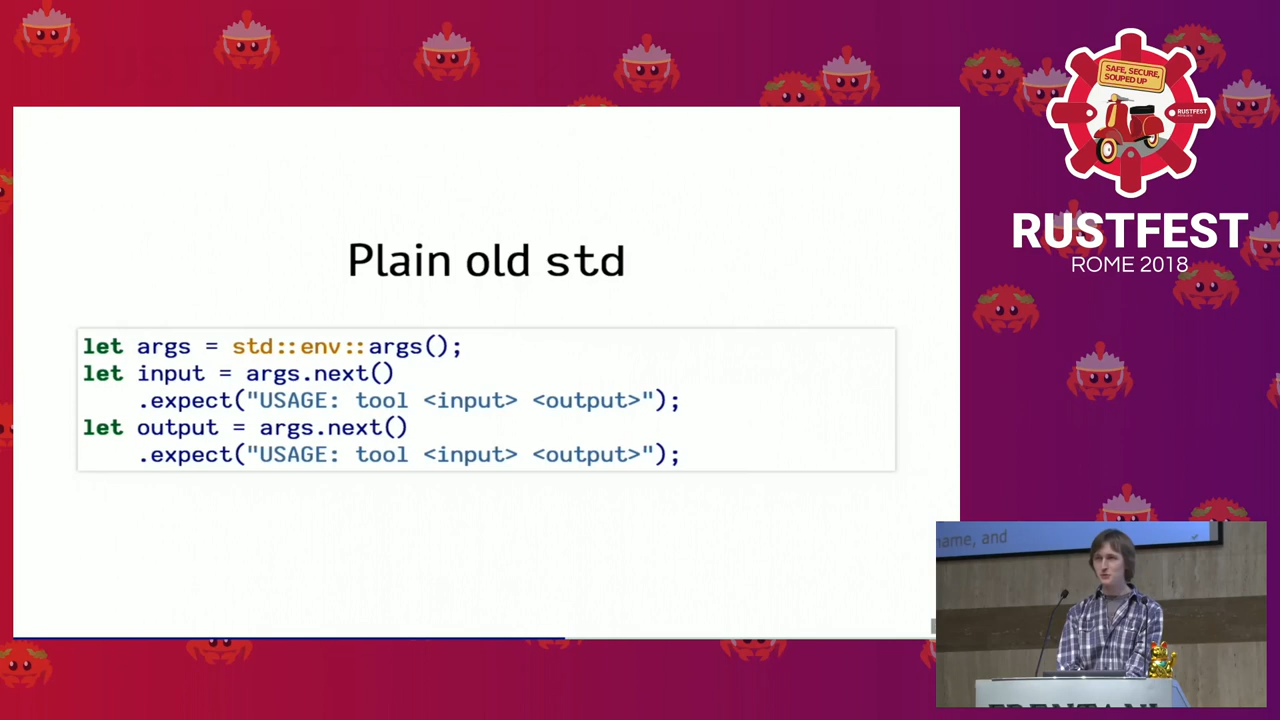 Plain old std
let args = std::env::args();
let input = args.next()
    .expect("USAGE: tool <input> <output>");
let output = args.next()
    .expect("USAGE: tool <input> <output>");
SAFE, SECURE,
SOUPED UP
RUSTFEST
RUSTFEST
ROME 2018
name, and